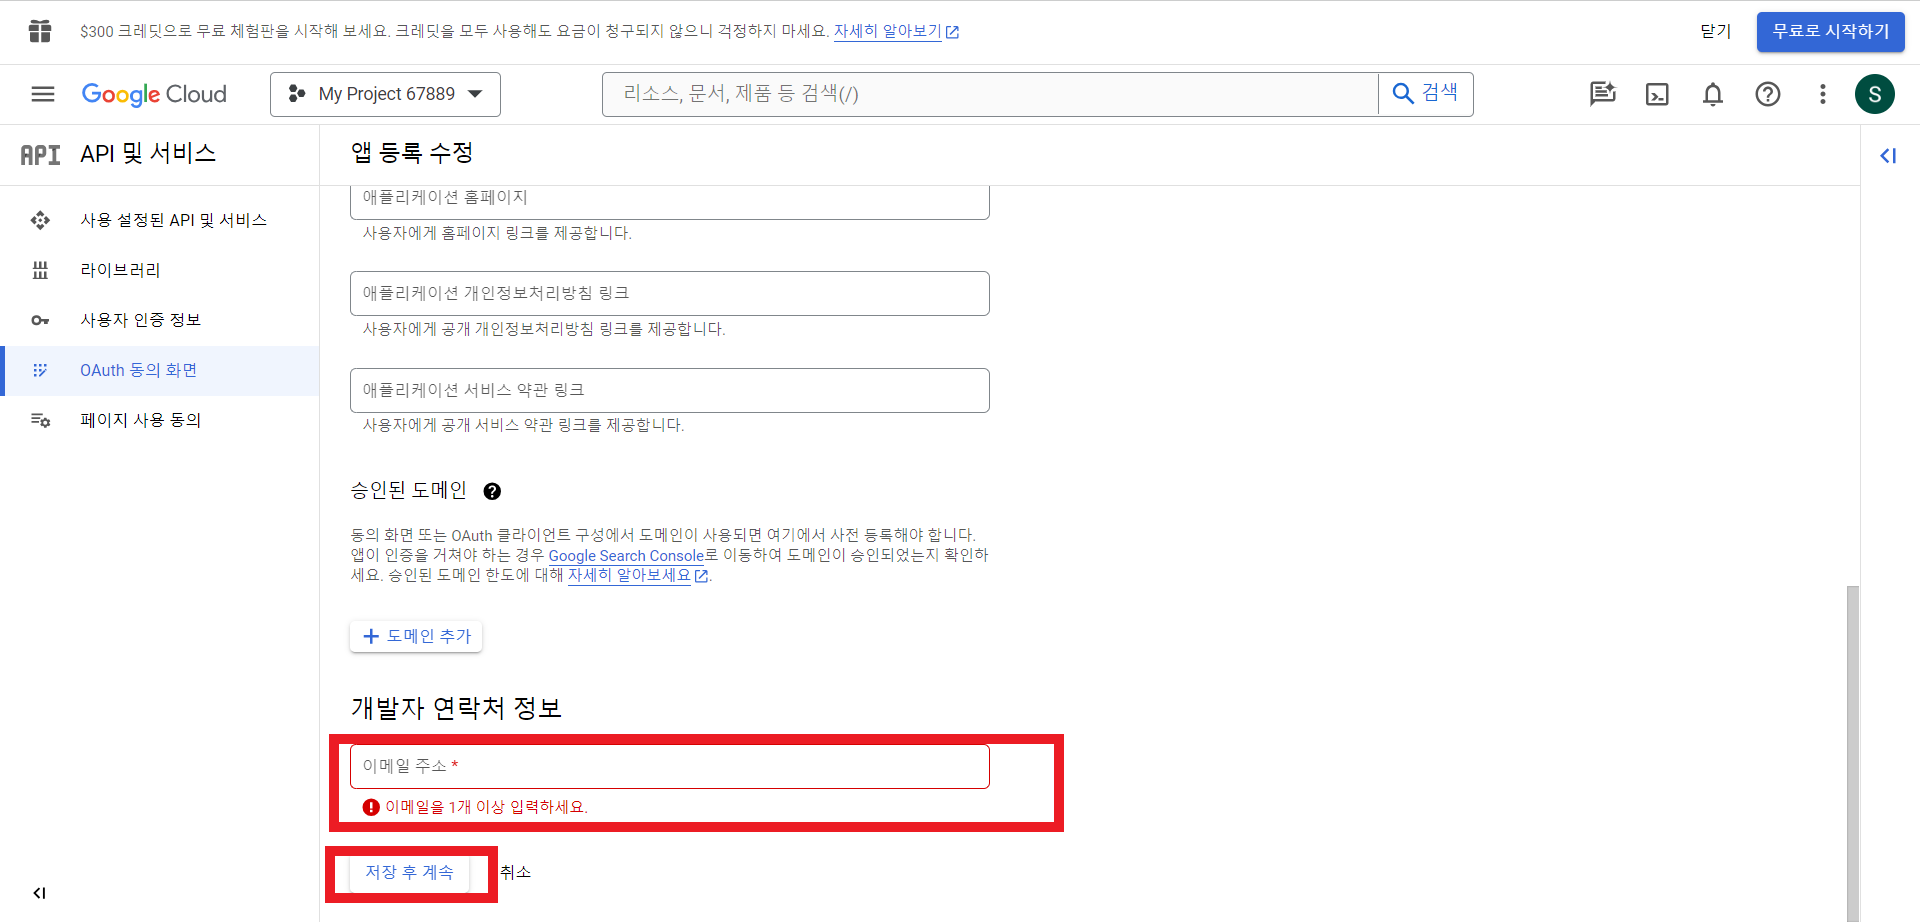 $300 크레딧으로 무료 체험판을 시작해 보세요. 크레딧을 모두 사용해도 요금이 청구되지 않으니 걱정하지 마세요. 자세히 알아보기
닫기
무료로 시작하기
Google Cloud
My Project 67889
리소스, 문서, 제품 등 검색(/)
검색
S
API
API 및 서비스
사용 설정된 API 및 서비스
라이브러리
사용자 인증 정보
OAuth 동의 화면
페이지 사용 동의
앱 등록 수정
애플리케이션 홈페이지
사용자에게 홈페이지 링크를 제공합니다.
애플리케이션 개인정보처리방침 링크
사용자에게 공개 개인정보처리방침 링크를 제공합니다.
애플리케이션 서비스 약관 링크
사용자에게 공개 서비스 약관 링크를 제공합니다.
승인된 도메인
동의 화면 또는 OAuth 클라이언트 구성에서 도메인이 사용되면 여기에서 사전 등록해야 합니다.
앱이 인증을 거쳐야 하는 경우 Google Search Console로 이동하여 도메인이 승인되었는지 확인하
세요. 승인된 도메인 한도에 대해 자세히 알아보세요.
+ 도메인 추가
개발자 연락처 정보
이메일 주소 *
이메일을 1개 이상 입력하세요.
저장 후 계속
취소